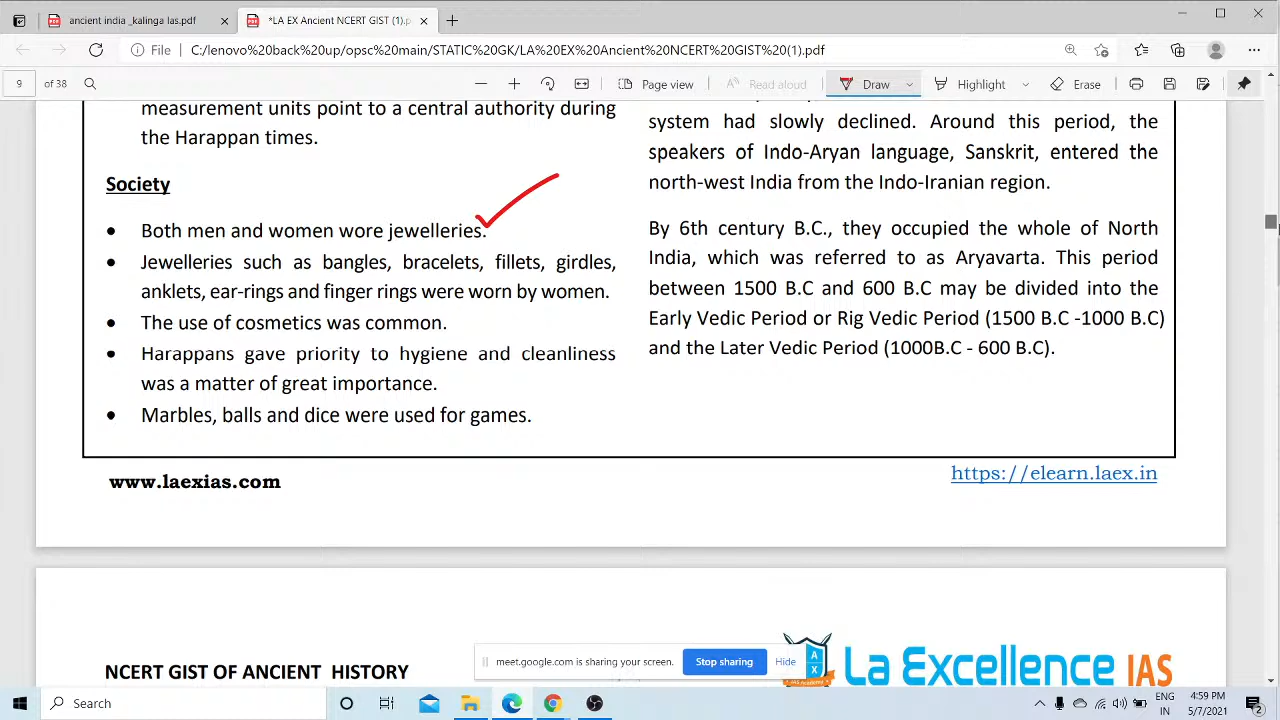 ancient india _kalinga Ias.pdf
*LA EX Ancient NCERT GIST (1).p
File
C:/lenovo%20back%20up/opsc%20main/STATIC%20GK/LA%20EX%20Ancient%20NCERT%20GIST%20(1).pdf
9 of 38
Page view
Read aloud
Draw
Highlight
Erase
measurement units point to a central authority during
the Harappan times.
Society
• Both men and women wore jewelleries.
• Jewelleries such as bangles, bracelets, fillets, girdles,
anklets, ear-rings and finger rings were worn by women.
• The use of cosmetics was common.
• Harappans gave priority to hygiene and cleanliness
was a matter of great importance.
• Marbles, balls and dice were used for games.
system had slowly declined. Around this period, the
speakers of Indo-Aryan language, Sanskrit, entered the
north-west India from the Indo-Iranian region.
By 6th century B.C., they occupied the whole of North
India, which was referred to as Aryavarta. This period
between 1500 B.C and 600 B.C may be divided into the
Early Vedic Period or Rig Vedic Period (1500 B.C -1000 B.C)
and the Later Vedic Period (1000B.C - 600 B.C).
www.laexias.com
https://elearn.laex.in
NCERT GIST OF ANCIENT HISTORY
meet.google.com is sharing your screen.
Stop sharing
Hide
La Excellence IAS
Search
ENG
IN
4:59 PM
5/7/2021
2